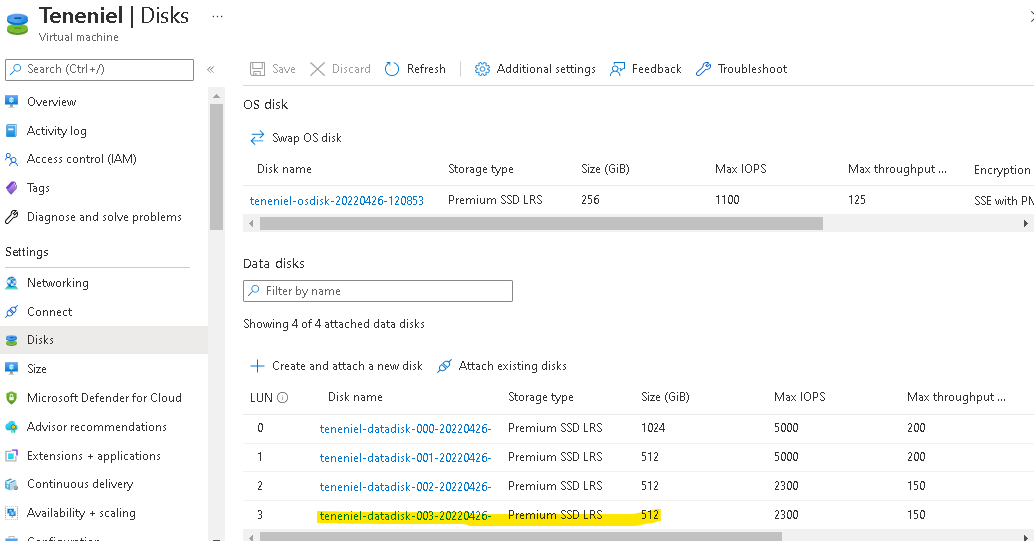 Teneniel | Disks ...
Virtual machine
Search (Ctrl+/)
«
Overview
Activity log
Access control (IAM)
Tags
Diagnose and solve problems
Settings
Networking
Connect
Disks
Size
Microsoft Defender for Cloud
Advisor recommendations
Extensions + applications
Continuous delivery
Availability + scaling
Configuration
Save Discard Refresh Additional settings Feedback Troubleshoot
OS disk
Swap OS disk
Disk name Storage type Size (GiB) Max IOPS Max throughput ... Encryption
teneniel-osdisk-20220426-120853 Premium SSD LRS 256 1100 125 SSE with PM
Data disks
Filter by name
Showing 4 of 4 attached data disks
Create and attach a new disk Attach existing disks
LUN Disk name Storage type Size (GiB) Max IOPS Max throughput ...
0 teneniel-datadisk-000-20220426- Premium SSD LRS 1024 5000 200
1 teneniel-datadisk-001-20220426- Premium SSD LRS 512 5000 200
2 teneniel-datadisk-002-20220426- Premium SSD LRS 512 2300 150
3 teneniel-datadisk-003-20220426- Premium SSD LRS 512 2300 150